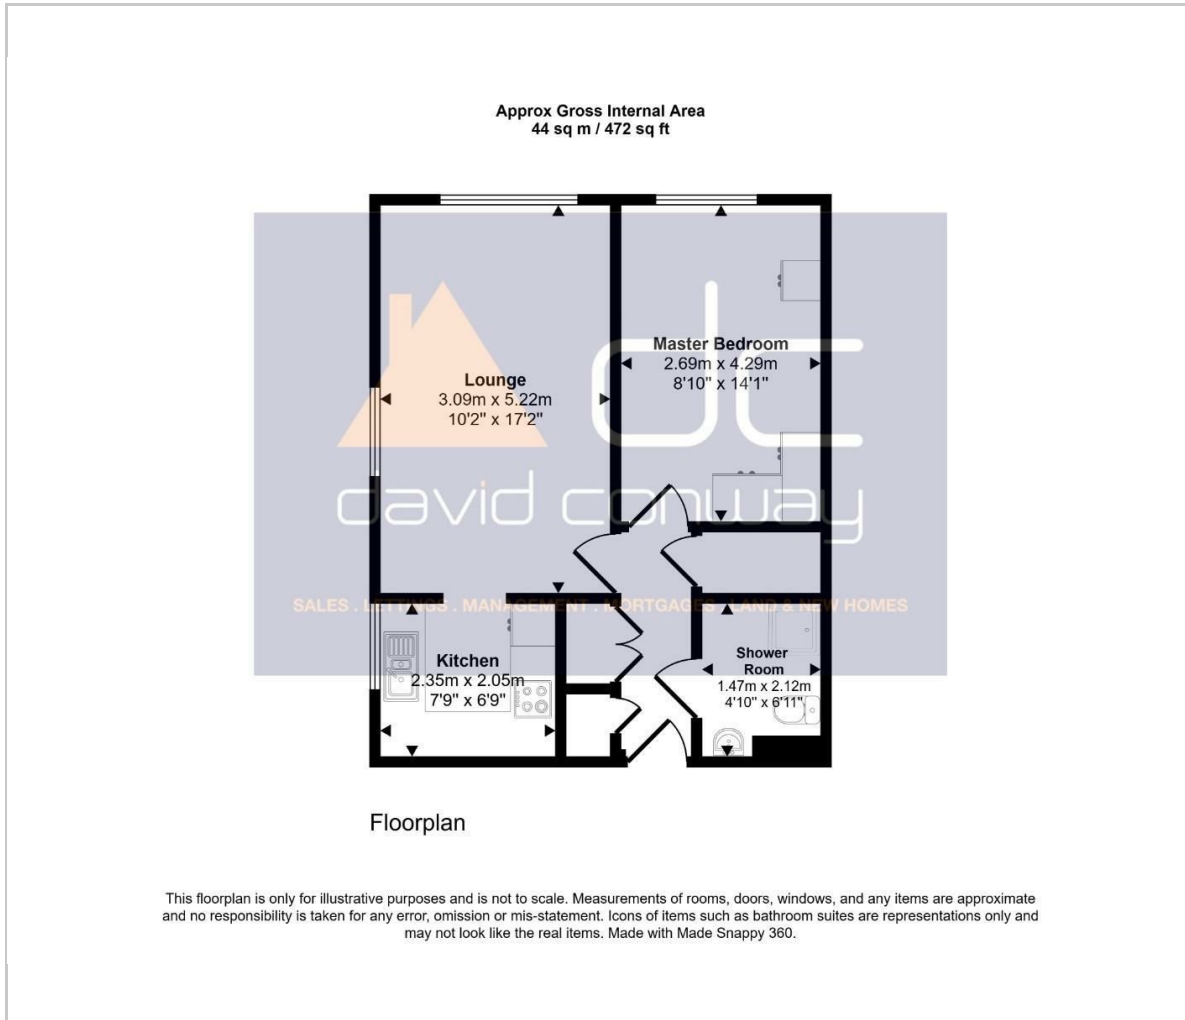 Approx Gross Internal Area
44 sq m / 472 sq ft
Master Bedroom
2.69m x 4.29m
8'10" x 14'1"
Lounge
3.09m x 5.22m
10'2" x 17'2"
dc
david conway
SALES . LETTINGS . MANAGEMENT . MORTGAGES . LAND & NEW HOMES
Kitchen
2.35m x 2.05m
7'9" x 6'9"
Shower
Room
1.47m x 2.12m
4'10" x 6'11"
Floorplan
This floorplan is only for illustrative purposes and is not to scale. Measurements of rooms, doors, windows, and any items are approximate
and no responsibility is taken for any error, omission or mis-statement. Icons of items such as bathroom suites are representations only and
may not look like the real items. Made with Made Snappy 360.